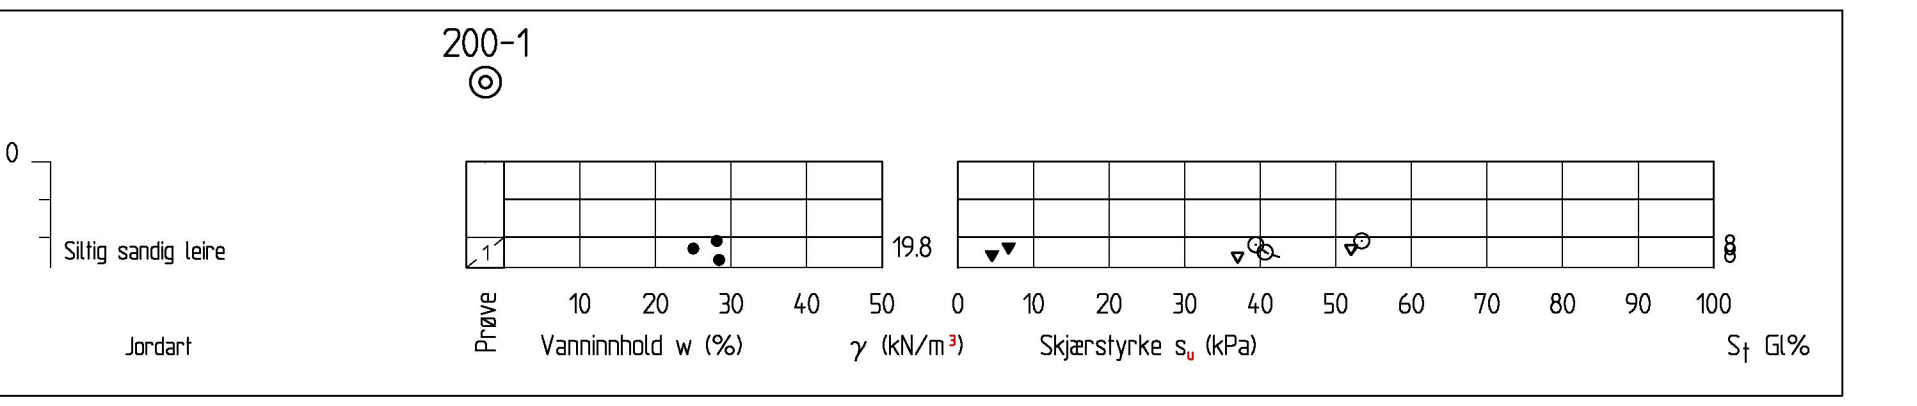 200-1
0
Siltig sandig leire
1
19.8
8
8
Prøve
10 20 30 40 50
0 10 20 30 40 50 60 70 80 90 100
Jordart
Vanninnhold w (%)
γ (kN/m³)
Skjærstyrke su (kPa)
St Gl%